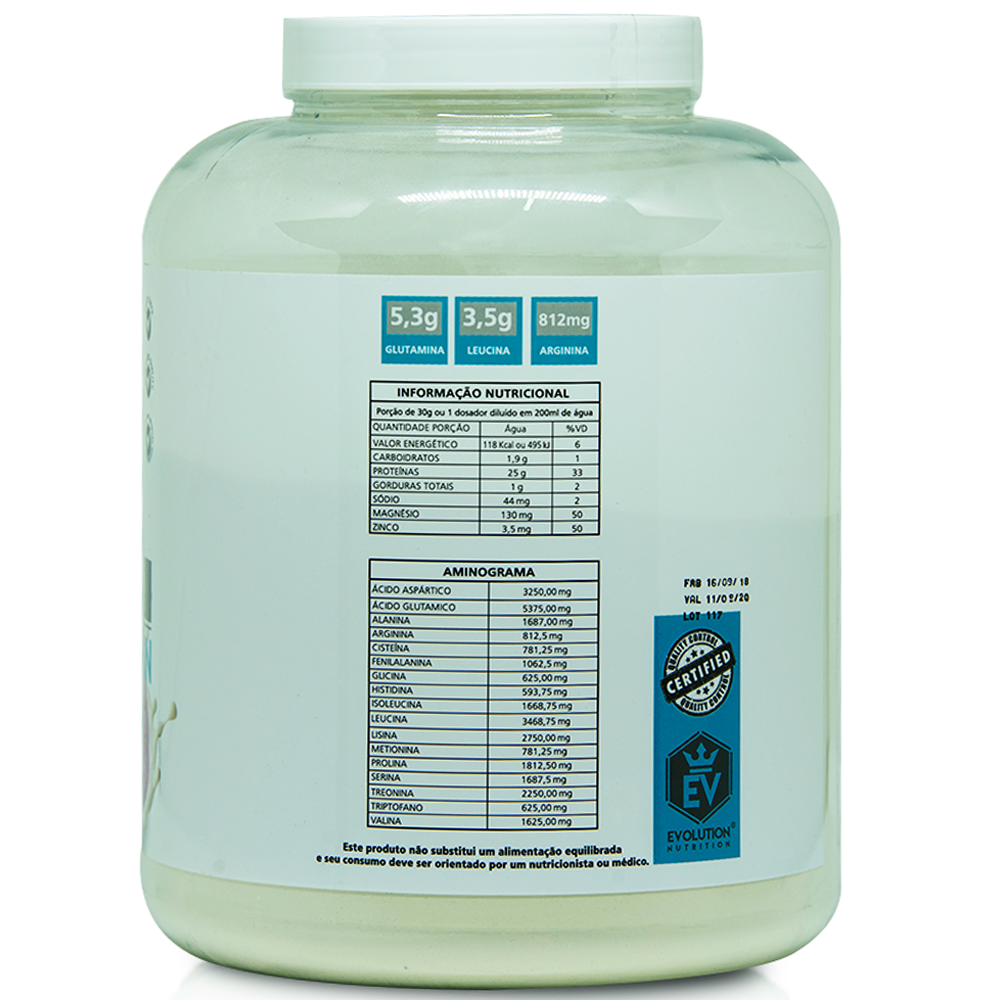 5,3g
GLUTAMINA
3,5g
LEUCINA
812mg
ARGININA
INFORMAÇÃO NUTRICIONAL
Porção de 30g ou 1 dosador diluído em 200ml de água
QUANTIDADE PORÇÃO Água %VD
VALOR ENERGÉTICO 118 Kcal ou 495 kJ 6
CARBOIDRATOS 1,9 g 1
PROTEÍNAS 25 g 33
GORDURAS TOTAIS 1 g 2
SÓDIO 44 mg 2
MAGNÉSIO 130 mg 50
ZINCO 3,5 mg 50
AMINOGRAMA
ÁCIDO ASPÁRTICO 3250,00 mg
ÁCIDO GLUTAMICO 5375,00 mg
ALANINA 1687,00 mg
ARGININA 812,5 mg
CISTEÍNA 781,25 mg
FENILALANINA 1062,5 mg
GLICINA 625,00 mg
HISTIDINA 593,75 mg
ISOLEUCINA 1668,75 mg
LEUCINA 3468,75 mg
LISINA 2750,00 mg
METIONINA 781,25 mg
PROLINA 1812,50 mg
SERINA 1687,5 mg
TREONINA 2250,00 mg
TRIPTOFANO 625,00 mg
VALINA 1625,00 mg
Este produto não substitui um alimentação equilibrada
e seu consumo deve ser orientado por um nutricionista ou médico.
FAB 16/09/18
VAL 11/09/20
LOT 117
QUALITY CONTROL
CERTIFIED
QUALITY CONTROL
EV
EVOLUTION®
NUTRITION
N